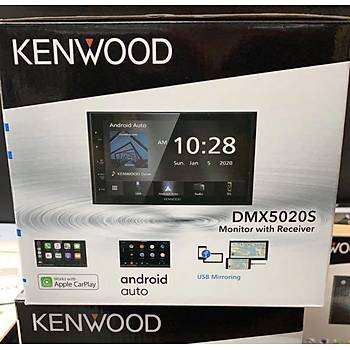 KENWOOD
Android Auto
AM 10:28
Sun, Jan 5 2020
KENWOOD
DMX5020S
Monitor with Receiver
Works with
Apple CarPlay
android
auto
USB Mirroring
KENWOOD